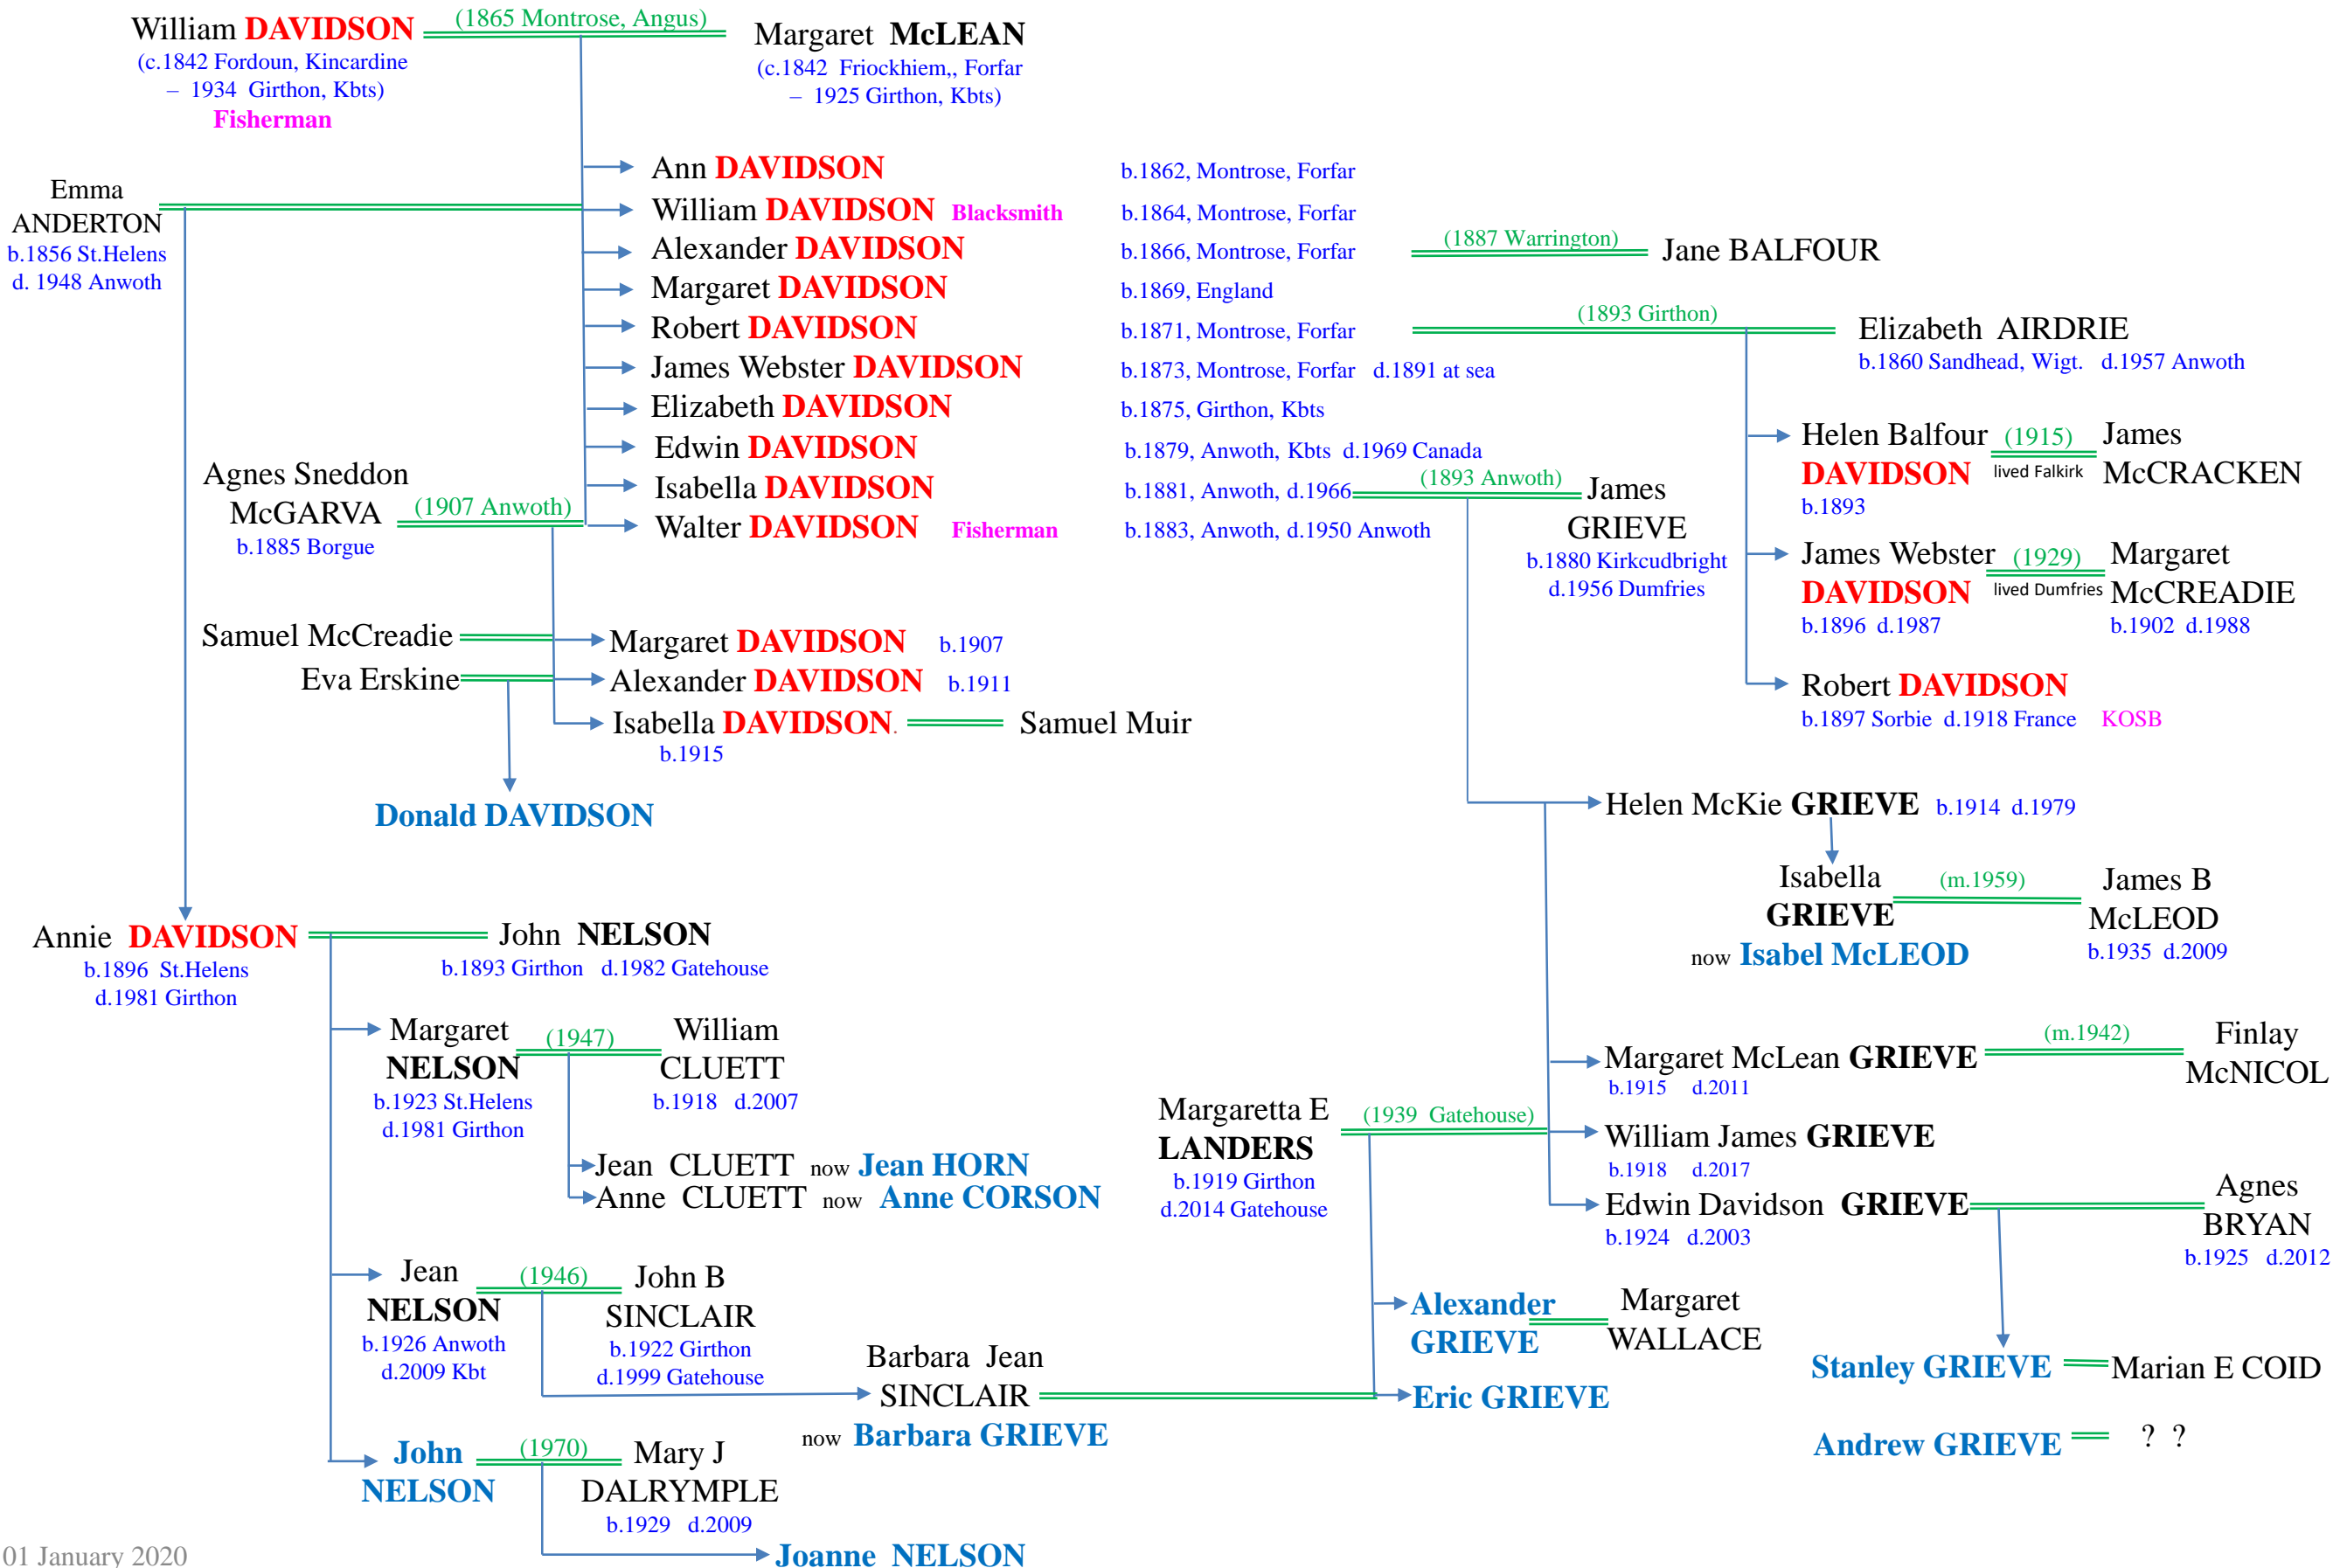 William DAVIDSON (1865 Montrose, Angus) Margaret McLEAN
(c.1842 Fordoun, Kincardine
– 1934 Girthon, Kbts)
Fisherman
(c.1842 Friockhiem,, Forfar
– 1925 Girthon, Kbts)
Ann DAVIDSON b.1862, Montrose, Forfar
Emma
ANDERTON
b.1856 St.Helens
d. 1948 Anwoth
William DAVIDSON Blacksmith b.1864, Montrose, Forfar
Alexander DAVIDSON b.1866, Montrose, Forfar (1887 Warrington) Jane BALFOUR
Margaret DAVIDSON b.1869, England
Robert DAVIDSON b.1871, Montrose, Forfar (1893 Girthon) Elizabeth AIRDRIE
b.1860 Sandhead, Wigt. d.1957 Anwoth
James Webster DAVIDSON b.1873, Montrose, Forfar d.1891 at sea
Elizabeth DAVIDSON b.1875, Girthon, Kbts
Edwin DAVIDSON b.1879, Anwoth, Kbts d.1969 Canada
Isabella DAVIDSON b.1881, Anwoth, d.1966 (1893 Anwoth) James
GRIEVE
b.1880 Kirkcudbright
d.1956 Dumfries
Agnes Sneddon
McGARVA (1907 Anwoth)
b.1885 Borgue
Walter DAVIDSON Fisherman b.1883, Anwoth, d.1950 Anwoth
Helen Balfour (1915) James
DAVIDSON lived Falkirk McCRACKEN
b.1893
James Webster (1929) Margaret
DAVIDSON lived Dumfries McCREADIE
b.1896 d.1987 b.1902 d.1988
Robert DAVIDSON
b.1897 Sorbie d.1918 France KOSB
Samuel McCreadie Margaret DAVIDSON b.1907
Eva Erskine Alexander DAVIDSON b.1911
Isabella DAVIDSON. Samuel Muir
b.1915
Donald DAVIDSON
Helen McKie GRIEVE b.1914 d.1979
Isabella (m.1959) James B
GRIEVE McLEOD
now Isabel McLEOD b.1935 d.2009
Annie DAVIDSON John NELSON
b.1896 St.Helens b.1893 Girthon d.1982 Gatehouse
d.1981 Girthon
Margaret (1947) William
NELSON CLUETT
b.1923 St.Helens b.1918 d.2007
d.1981 Girthon
Jean CLUETT now Jean HORN
Anne CLUETT now Anne CORSON
Margaret McLean GRIEVE (m.1942) Finlay
McNICOL
b.1915 d.2011
Margaretta E (1939 Gatehouse)
LANDERS
b.1919 Girthon
d.2014 Gatehouse
William James GRIEVE
b.1918 d.2017
Edwin Davidson GRIEVE Agnes
BRYAN
b.1924 d.2003 b.1925 d.2012
Jean (1946) John B
NELSON SINCLAIR
b.1926 Anwoth b.1922 Girthon
d.2009 Kbt d.1999 Gatehouse
Alexander Margaret
GRIEVE WALLACE
Barbara Jean
SINCLAIR Eric GRIEVE
now Barbara GRIEVE
Stanley GRIEVE Marian E COID
Andrew GRIEVE ? ?
John (1970) Mary J
NELSON DALRYMPLE
b.1929 d.2009
Joanne NELSON
01 January 2020